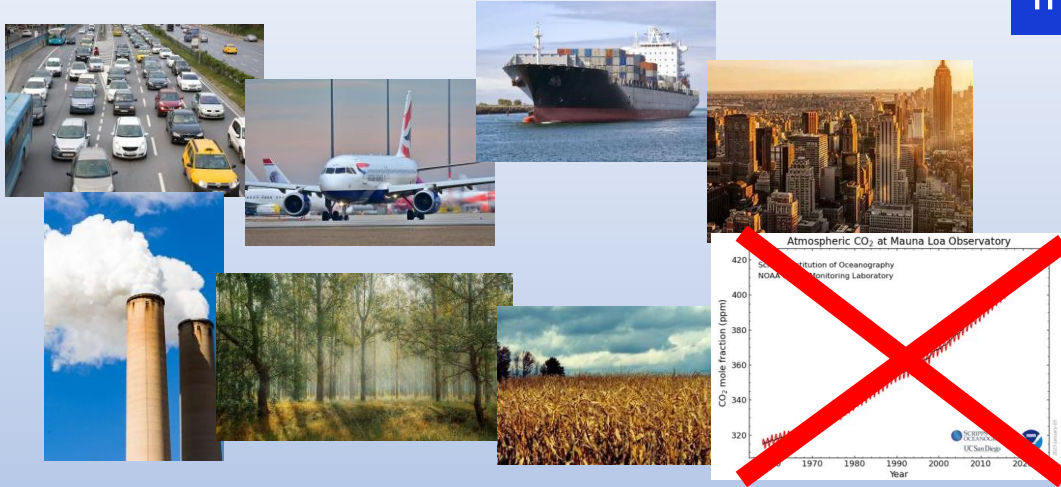 Atmospheric CO₂ at Mauna Loa Observatory
itution of Oceanography
NOAA Monitoring Laboratory
CO₂ mole fraction (ppm)
420
400
380
360
340
320
1970 1980 1990 2000 2010
Year
SCRIPPS
UC San Diego